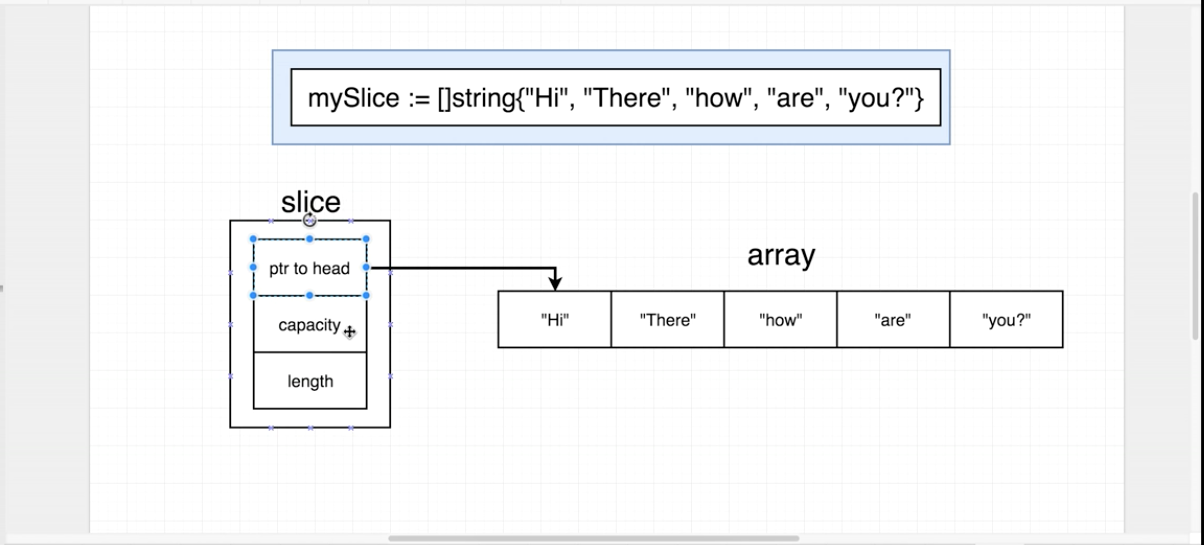 mySlice := []string{"Hi", "There", "how", "are", "you?"}
slice
ptr to head
capacity
length
array
"Hi" "There" "how" "are" "you?"